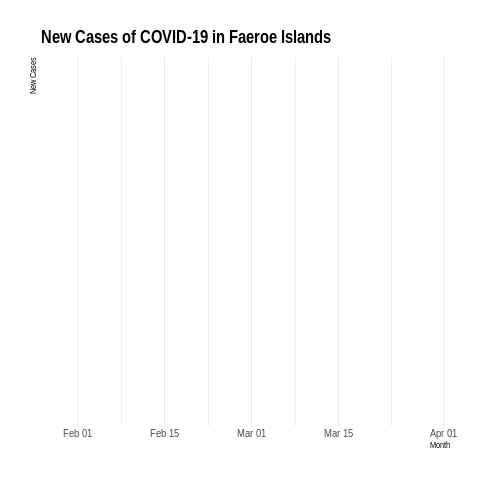 New Cases of COVID-19 in Faeroe Islands
New Cases
Feb 01
Feb 15
Mar 01
Mar 15
Apr 01
Month